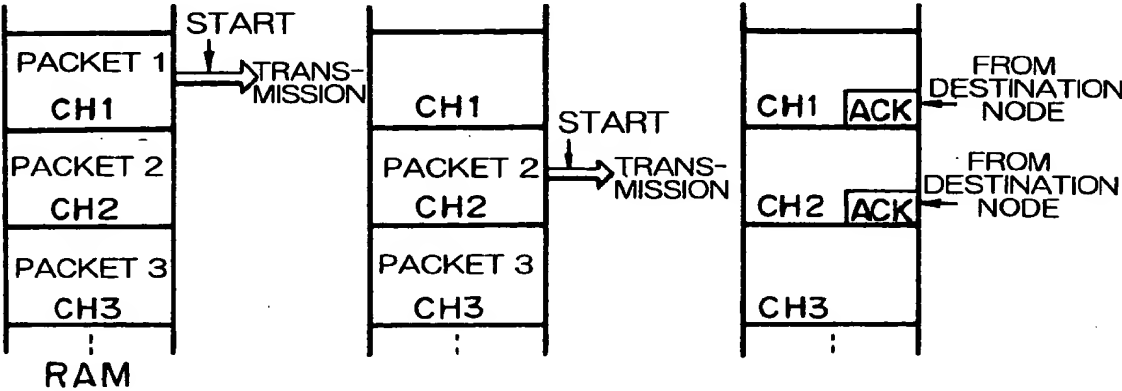 START
PACKET 1
TRANS-
MISSION
CH1
PACKET 2
CH2
PACKET 3
CH3
RAM
CH1
START
PACKET 2
TRANS-
MISSION
CH2
PACKET 3
CH3
FROM
DESTINATION
NODE
CH1 ACK
FROM
DESTINATION
NODE
CH2 ACK
CH3